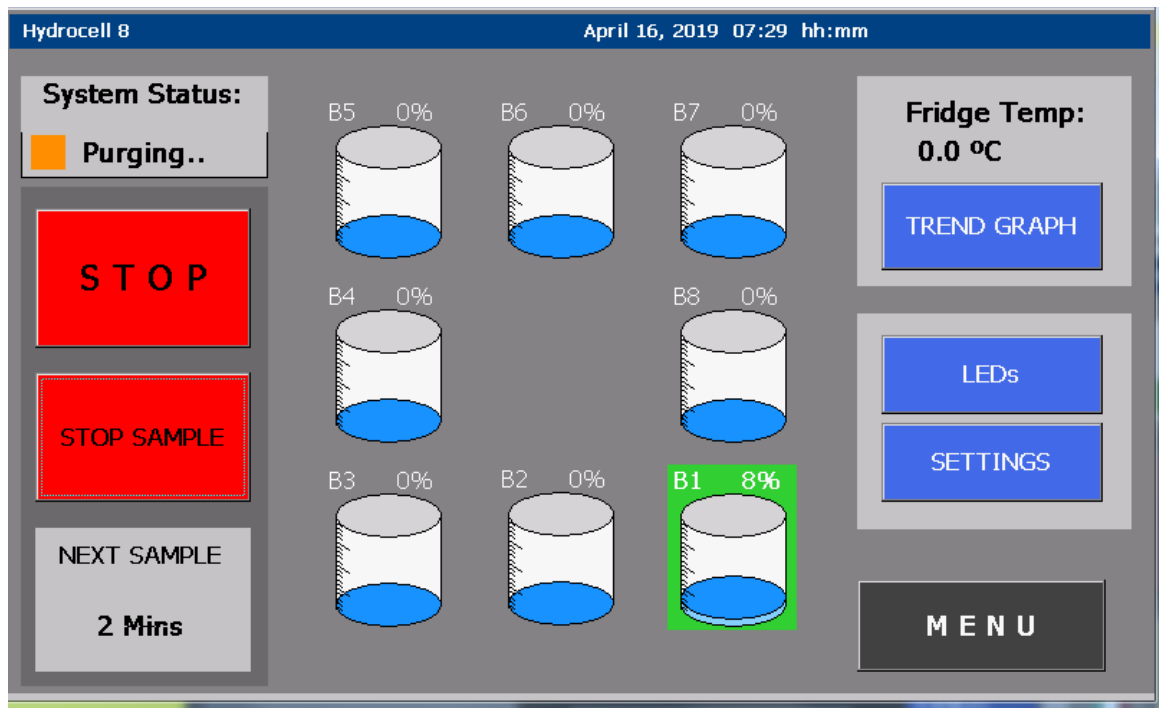 Hydrocell 8 April 16, 2019 07:29 hh:mm
System Status:
Purging..
S T O P
STOP SAMPLE
NEXT SAMPLE
2 Mins
B5 0% B6 0% B7 0%
B4 0% B8 0%
B3 0% B2 0% B1 8%
Fridge Temp:
0.0 ºC
TREND GRAPH
LEDs
SETTINGS
M E N U